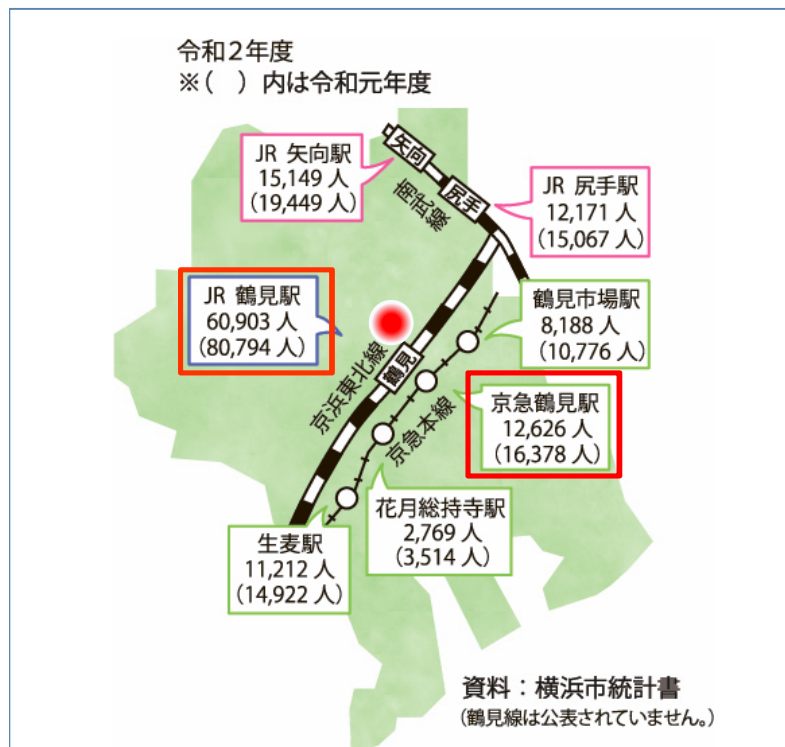 令和２年度
※(　) 内は令和元年度
矢向
JR 矢向駅
15,149 人
(19,449 人)
南武線
尻手
JR 尻手駅
12,171 人
(15,067 人)
JR 鶴見駅
60,903 人
(80,794 人)
鶴見市場駅
8,188 人
(10,776 人)
京浜東北線
鶴見
京急本線
京急鶴見駅
12,626 人
(16,378 人)
花月総持寺駅
2,769 人
(3,514 人)
生麦駅
11,212 人
(14,922 人)
資料：横浜市統計書
(鶴見線は公表されていません。)